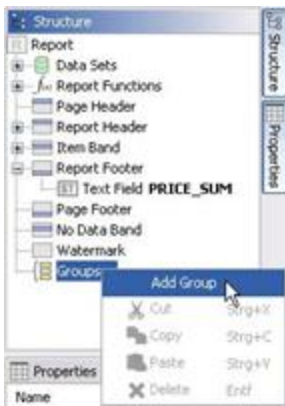 Structure
Report
Data Sets
Report Functions
Page Header
Report Header
Item Band
Report Footer
Text Field PRICE_SUM
Page Footer
No Data Band
Watermark
Groups
Add Group
Cut Strg+X
Copy Strg+C
Paste Strg+V
Delete Entf
Properties
Name
Structure
Properties